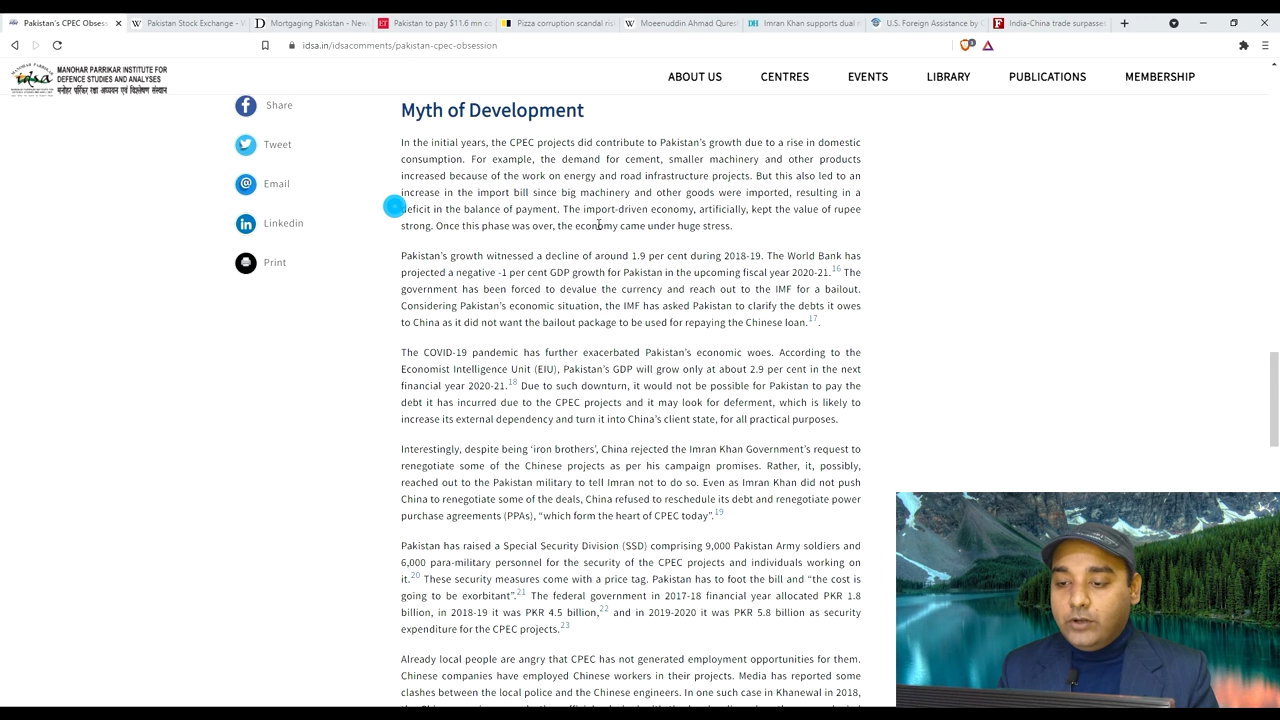 Pakistan's CPEC Obsess
Pakistan Stock Exchange - W
Mortgaging Pakistan - New
Pakistan to pay $11.6 mn co
Pizza corruption scandal ris
Moeenuddin Ahmad Quresh
Imran Khan supports dual n
U.S. Foreign Assistance by C
India-China trade surpasse
idsa.in/idsacomments/pakistan-cpec-obsession
idsa
MANOHAR PARRIKAR INSTITUTE FOR
DEFENCE STUDIES AND ANALYSES
मनोहर पर्रिकर रक्षा अध्ययन एवं विश्लेषण संस्थान
ABOUT US
CENTRES
EVENTS
LIBRARY
PUBLICATIONS
MEMBERSHIP
Share
Tweet
Email
Linkedin
Print
Myth of Development
In the initial years, the CPEC projects did contribute to Pakistan's growth due to a rise in domestic
consumption. For example, the demand for cement, smaller machinery and other products
increased because of the work on energy and road infrastructure projects. But this also led to an
increase in the import bill since big machinery and other goods were imported, resulting in a
deficit in the balance of payment. The import-driven economy, artificially, kept the value of rupee
strong. Once this phase was over, the economy came under huge stress.
Pakistan's growth witnessed a decline of around 1.9 per cent during 2018-19. The World Bank has
projected a negative -1 per cent GDP growth for Pakistan in the upcoming fiscal year 2020-21.16 The
government has been forced to devalue the currency and reach out to the IMF for a bailout.
Considering Pakistan's economic situation, the IMF has asked Pakistan to clarify the debts it owes
to China as it did not want the bailout package to be used for repaying the Chinese loan.17.
The COVID-19 pandemic has further exacerbated Pakistan's economic woes. According to the
Economist Intelligence Unit (EIU), Pakistan's GDP will grow only at about 2.9 per cent in the next
financial year 2020-21.18 Due to such downturn, it would not be possible for Pakistan to pay the
debt it has incurred due to the CPEC projects and it may look for deferment, which is likely to
increase its external dependency and turn it into China's client state, for all practical purposes.
Interestingly, despite being 'iron brothers', China rejected the Imran Khan Government's request to
renegotiate some of the Chinese projects as per his campaign promises. Rather, it, possibly,
reached out to the Pakistan military to tell Imran not to do so. Even as Imran Khan did not push
China to renegotiate some of the deals, China refused to reschedule its debt and renegotiate power
purchase agreements (PPAs), "which form the heart of CPEC today".19
Pakistan has raised a Special Security Division (SSD) comprising 9,000 Pakistan Army soldiers and
6,000 para-military personnel for the security of the CPEC projects and individuals working on
it.20 These security measures come with a price tag. Pakistan has to foot the bill and "the cost is
going to be exorbitant".21 The federal government in 2017-18 financial year allocated PKR 1.8
billion, in 2018-19 it was PKR 4.5 billion,22 and in 2019-2020 it was PKR 5.8 billion as security
expenditure for the CPEC projects.23
Already local people are angry that CPEC has not generated employment opportunities for them.
Chinese companies have employed Chinese workers in their projects. Media has reported some
clashes between the local police and the Chinese engineers. In one such case in Khanewal in 2018,